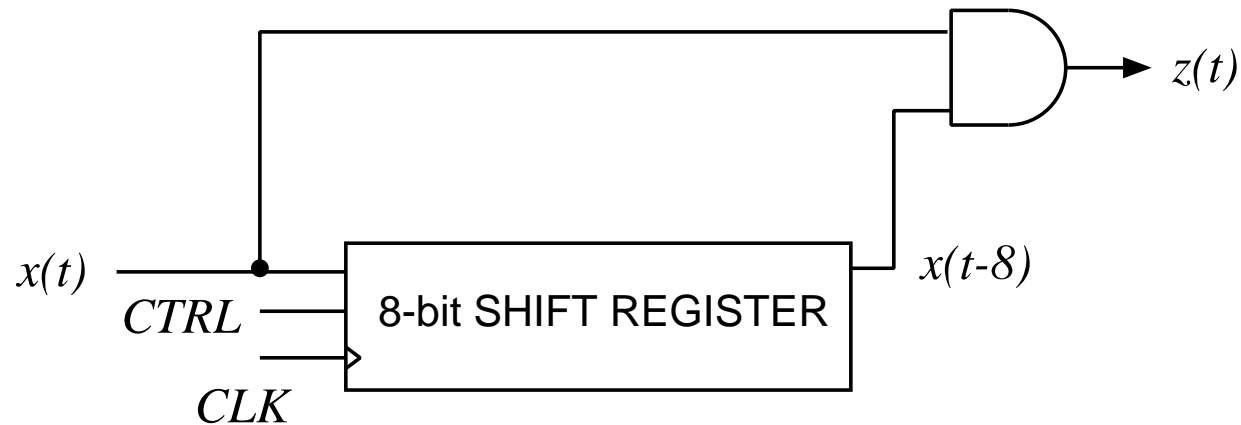 z(t)
x(t)
x(t-8)
CTRL
8-bit SHIFT REGISTER
CLK